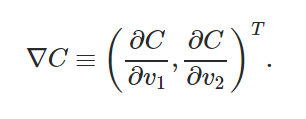 ∇C ≡ (∂C/∂v₁, ∂C/∂v₂)ᵀ.